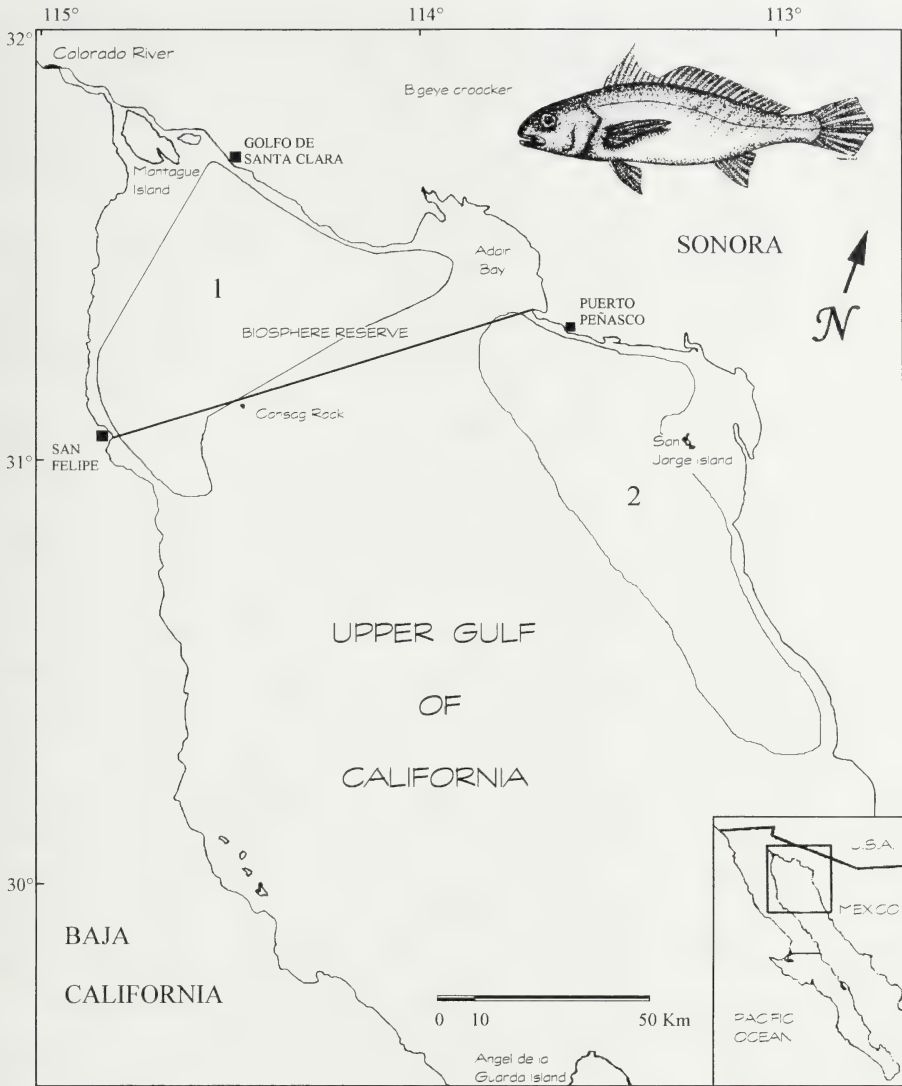 115°
114°
113°
32°
Colorado River
Bigeye croacker
GOLFO DE
SANTA CLARA
Montague
Island
Adair
Bay
SONORA
1
N
PUERTO
PEÑASCO
BIOSPHERE RESERVE
Consag Rock
SAN
FELIPE
31°
San
Jorge Island
2
UPPER GULF
OF
CALIFORNIA
30°
BAJA
CALIFORNIA
U.S.A.
MEXICO
PACIFIC
OCEAN
0 10 50 Km
Angel de la
Guarda Island